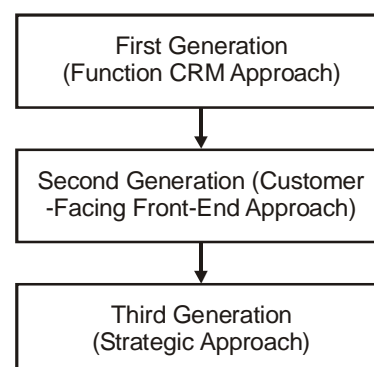 First Generation
(Function CRM Approach)
Second Generation (Customer
-Facing Front-End Approach)
Third Generation
(Strategic Approach)